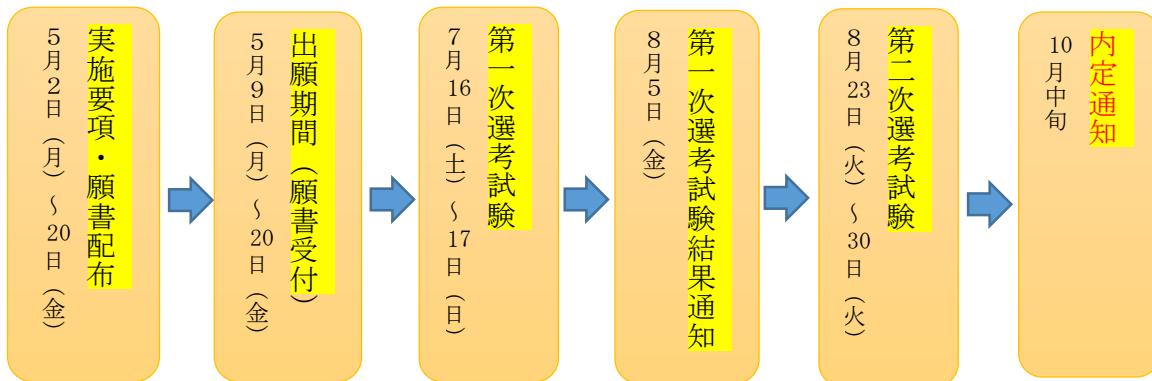 実施要項・願書配布
５月２日（月）～20日（金）
出願期間（願書受付）
５月９日（月）～20日（金）
第一次選考試験
７月16日（土）～17日（日）
第一次選考試験結果通知
８月５日（金）
第二次選考試験
８月23日（火）～30日（火）
内定通知
10月中旬